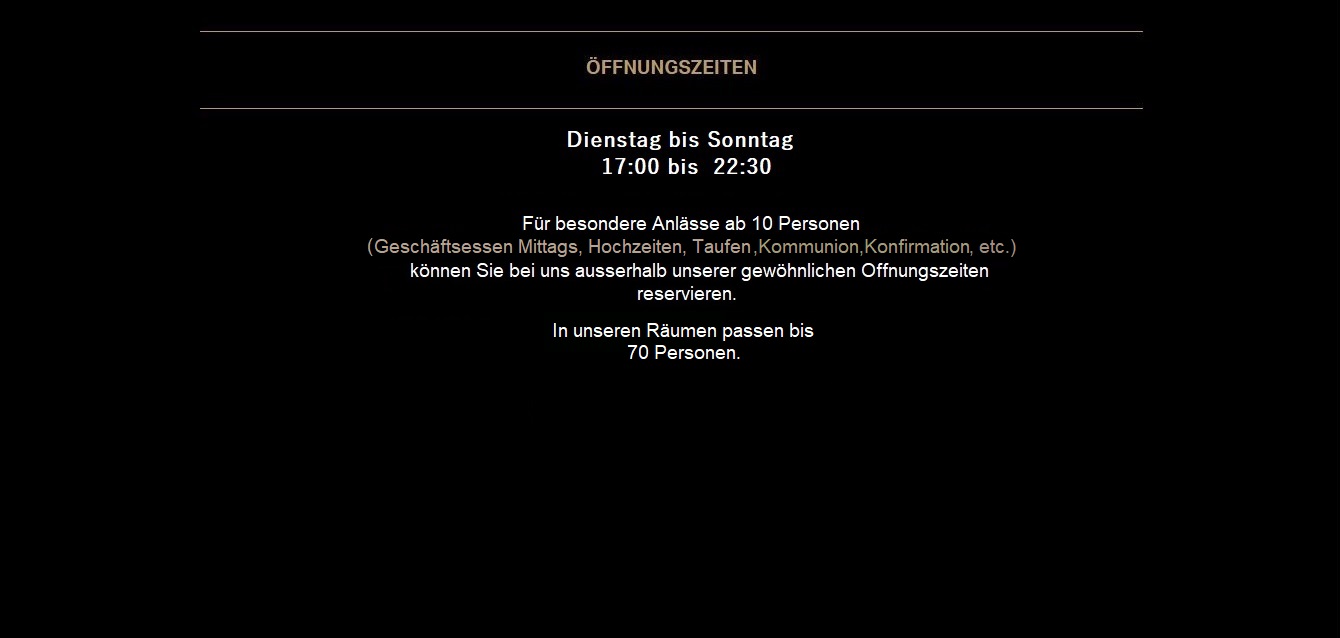 ÖFFNUNGSZEITEN
Dienstag bis Sonntag
17:00 bis  22:30
Für besondere Anlässe ab 10 Personen
(Geschäftsessen Mittags, Hochzeiten, Taufen,Kommunion,Konfirmation, etc.)
können Sie bei uns ausserhalb unserer gewöhnlichen Offnungszeiten
reservieren.
In unseren Räumen passen bis
70 Personen.